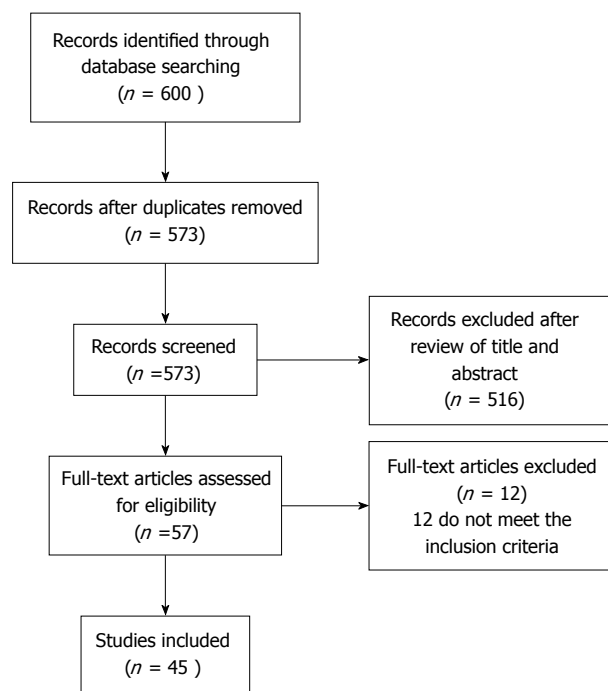 Records identified through
database searching
(n = 600 )
Records after duplicates removed
(n = 573)
Records screened
(n =573)
Records excluded after
review of title and
abstract
(n = 516)
Full-text articles assessed
for eligibility
(n =57)
Full-text articles excluded
(n = 12)
12 do not meet the
inclusion criteria
Studies included
(n = 45 )